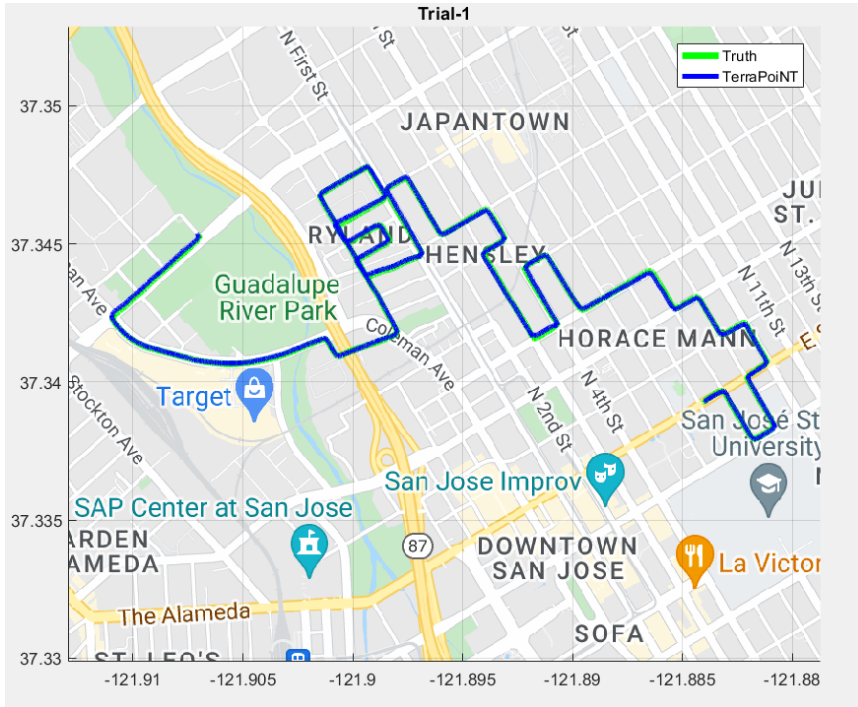 Trial-1
Truth
TerraPoiNT
N First St
St
St
37.35
JAPANTOWN
JU
ST.
37.345
RYLAND
HENSLEY
N 13th St
N 11th St
an Ave
Guadalupe
River Park
Coleman Ave
HORACE MANN
E S
37.34
Target
Stockton Ave
N 2nd St
N 4th St
San José St
University
San Jose Improv
SAP Center at San Jose
37.335
ARDEN
AMEDA
87
DOWNTOWN
SAN JOSE
La Victor
The Alameda
SOFA
37.33
ST. LEO'S
-121.91
-121.905
-121.9
-121.895
-121.89
-121.885
-121.88